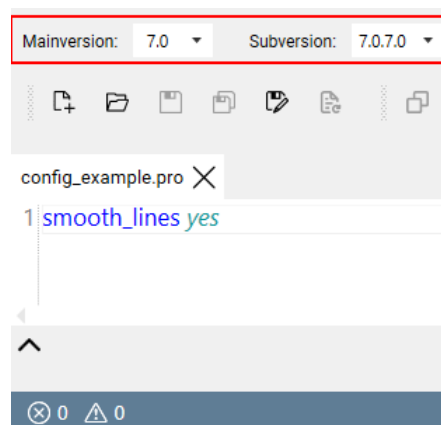 Mainversion: 7.0 Subversion: 7.0.7.0
config_example.pro
1 smooth_lines yes
0 0